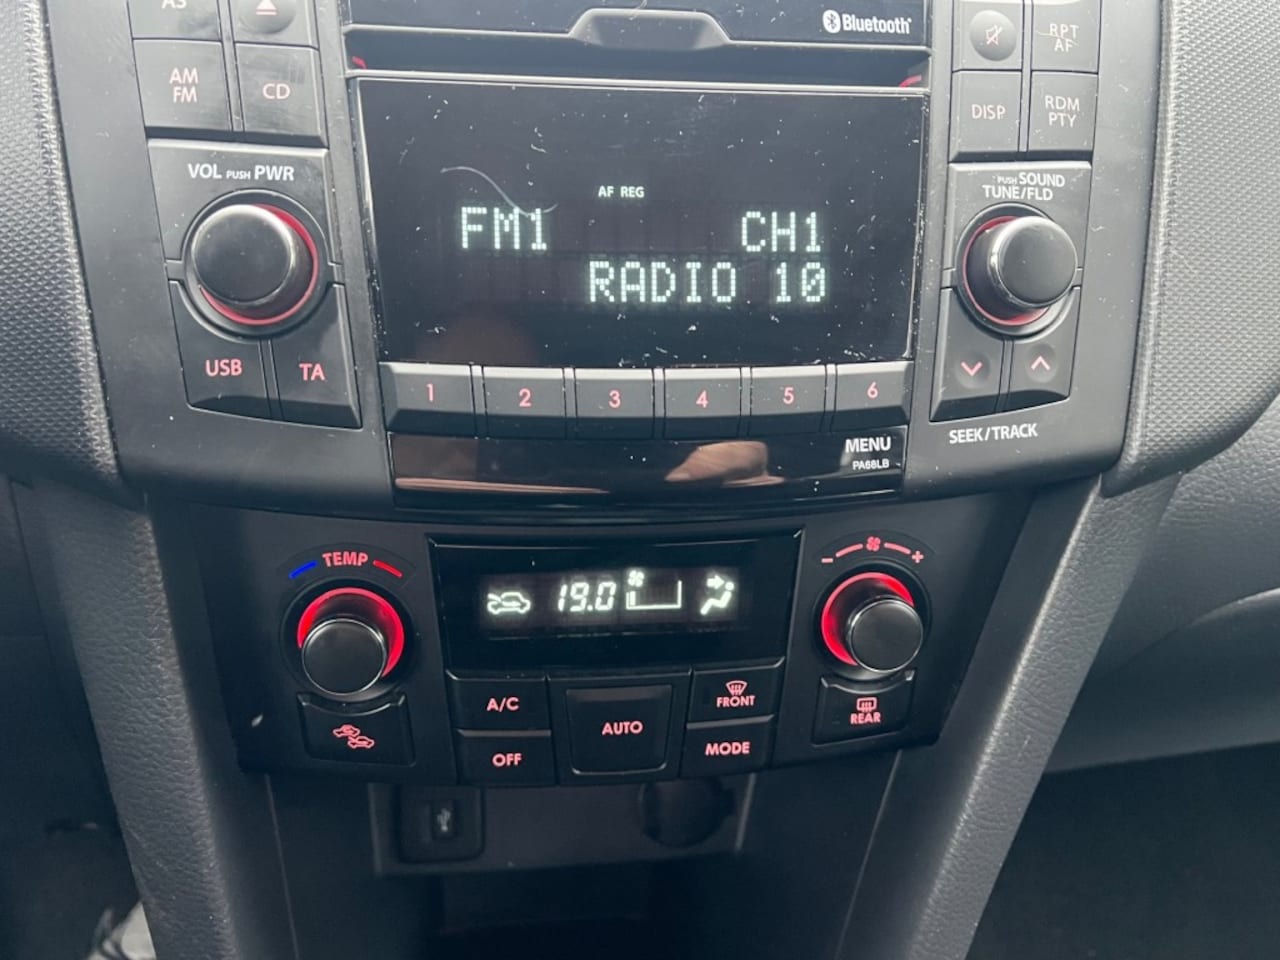 AS
Bluetooth
RPT
AF
AM
FM
CD
DISP
RDM
PTY
VOL PUSH PWR
PUSH SOUND
TUNE/FLD
AF REG
FM1 CH1
RADIO 10
USB
TA
1 2 3 4 5 6
SEEK/TRACK
MENU
PA68LB
TEMP
- +
19.0
A/C
AUTO
FRONT
REAR
OFF
MODE